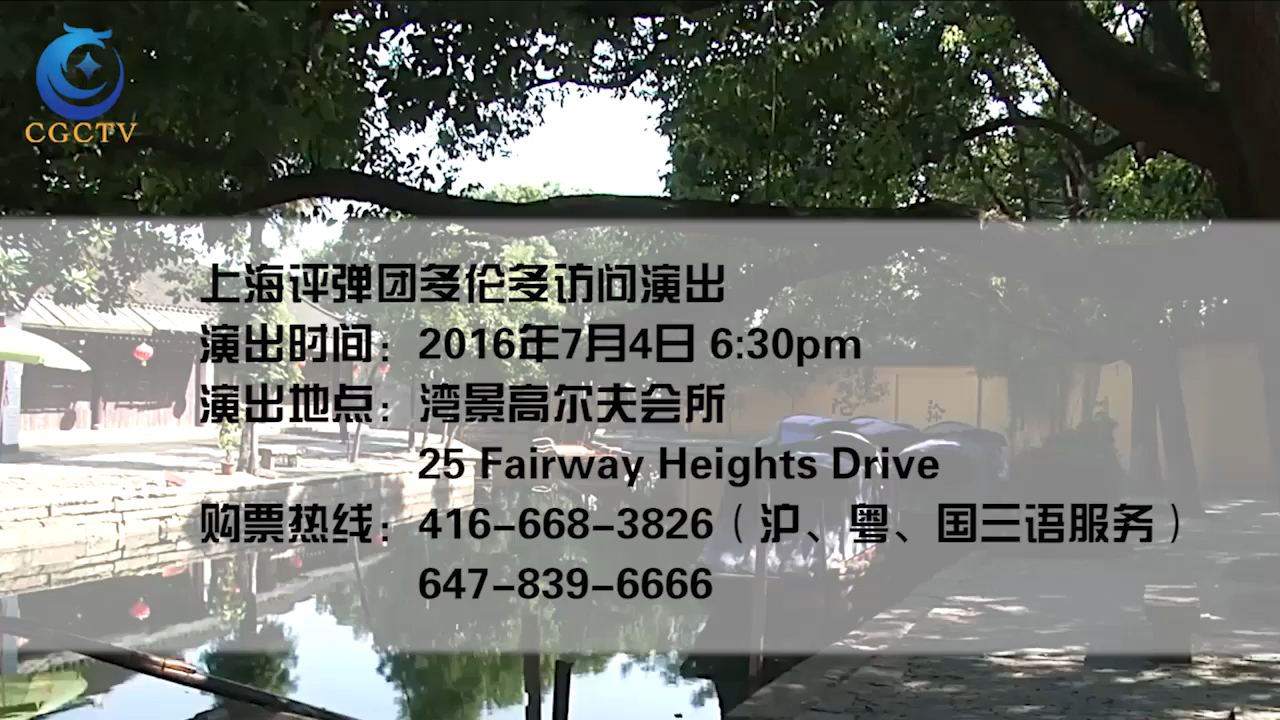 CGCTV
上海评弹团多伦多访问演出
演出时间：2016年7月4日 6:30pm
演出地点：湾景高尔夫会所
25 Fairway Heights Drive
购票热线：416-668-3826（沪、粤、国三语服务）
647-839-6666